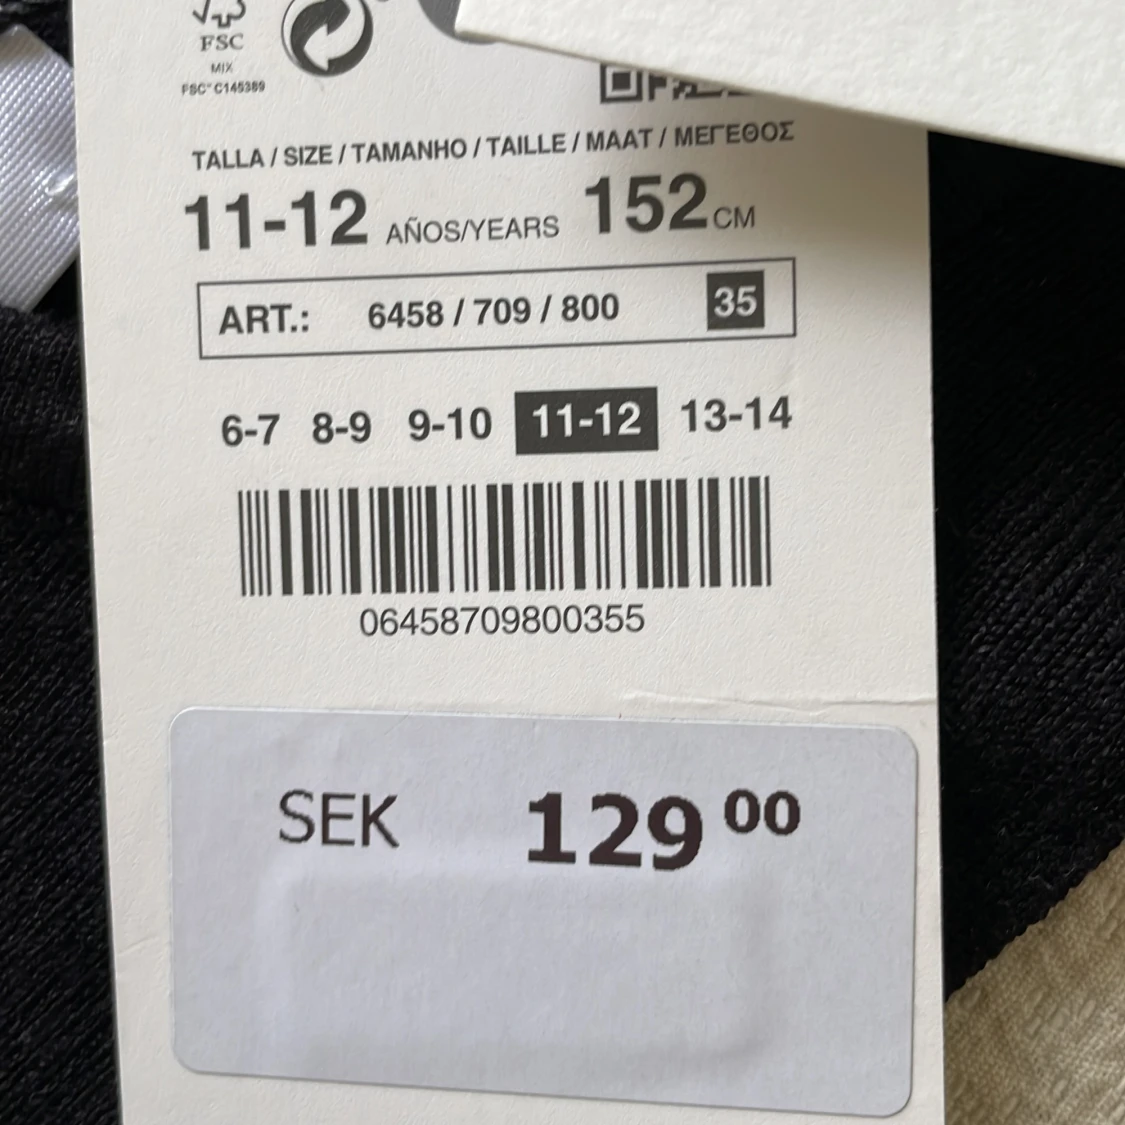 FSC
MIX
FSC™ C145389
TALLA / SIZE / TAMANHO / TAILLE / MAAT / ΜΕΓΕΘΟΣ
11-12 AÑOS/YEARS 152 CM
ART.: 6458 / 709 / 800 35
6-7 8-9 9-10 11-12 13-14
06458709800355
SEK 129 00